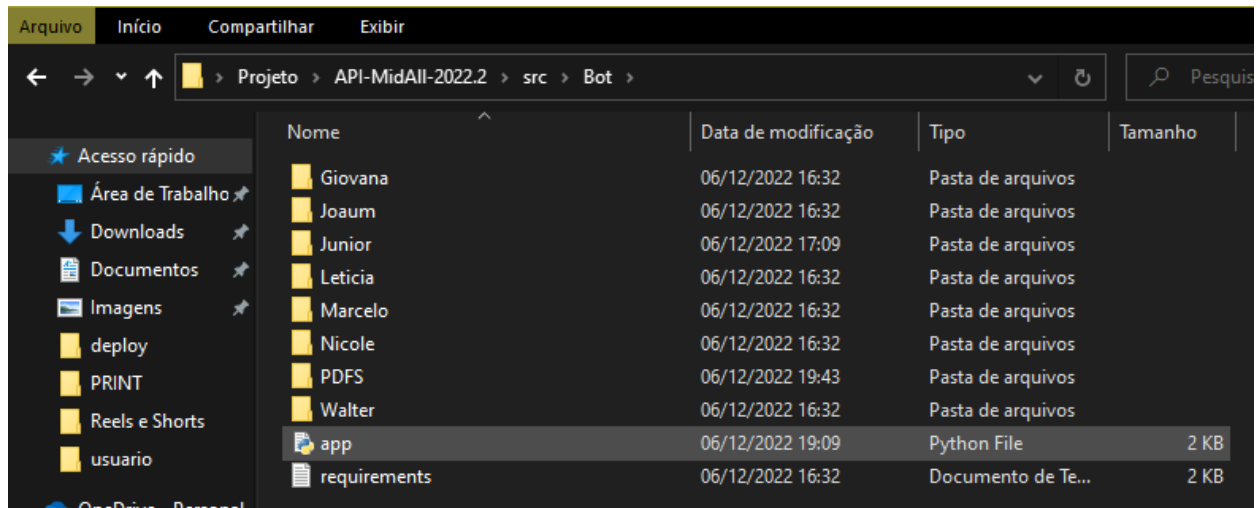 Arquivo Início Compartilhar Exibir
Projeto > API-MidAll-2022.2 > src > Bot > Pesquis
Nome Data de modificação Tipo Tamanho
Acesso rápido
Área de Trabalho
Downloads
Documentos
Imagens
deploy
PRINT
Reels e Shorts
usuario
OneDrive - Personal
Giovana 06/12/2022 16:32 Pasta de arquivos
Joaum 06/12/2022 16:32 Pasta de arquivos
Junior 06/12/2022 17:09 Pasta de arquivos
Leticia 06/12/2022 16:32 Pasta de arquivos
Marcelo 06/12/2022 16:32 Pasta de arquivos
Nicole 06/12/2022 16:32 Pasta de arquivos
PDFS 06/12/2022 19:43 Pasta de arquivos
Walter 06/12/2022 16:32 Pasta de arquivos
app 06/12/2022 19:09 Python File 2 KB
requirements 06/12/2022 16:32 Documento de Te... 2 KB